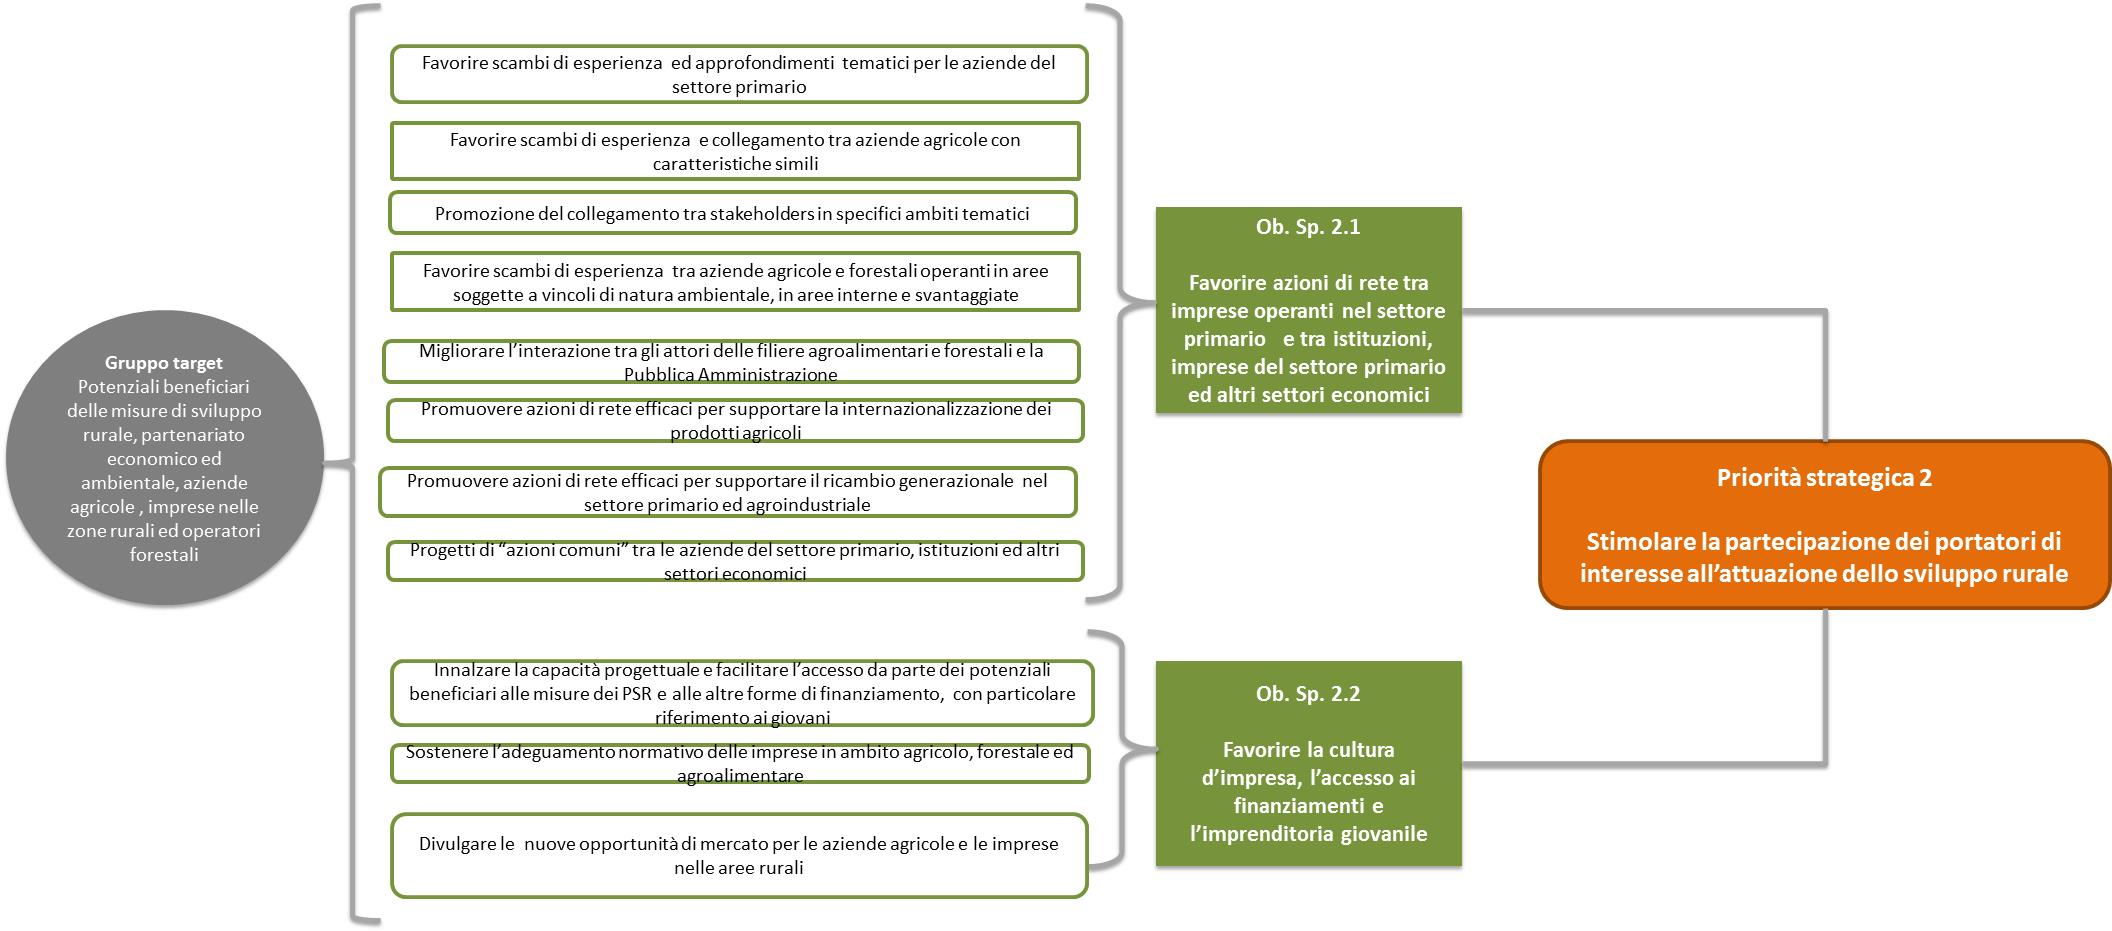 Gruppo target
Potenziali beneficiari
delle misure di sviluppo
rurale, partenariato
economico ed
ambientale, aziende
agricole , imprese nelle
zone rurali ed operatori
forestali
Favorire scambi di esperienza ed approfondimenti tematici per le aziende del
settore primario
Favorire scambi di esperienza e collegamento tra aziende agricole con
caratteristiche simili
Promozione del collegamento tra stakeholders in specifici ambiti tematici
Favorire scambi di esperienza tra aziende agricole e forestali operanti in aree
soggette a vincoli di natura ambientale, in aree interne e svantaggiate
Migliorare l’interazione tra gli attori delle filiere agroalimentari e forestali e la
Pubblica Amministrazione
Promuovere azioni di rete efficaci per supportare la internazionalizzazione dei
prodotti agricoli
Promuovere azioni di rete efficaci per supportare il ricambio generazionale nel
settore primario ed agroindustriale
Progetti di “azioni comuni” tra le aziende del settore primario, istituzioni ed altri
settori economici
Innalzare la capacità progettuale e facilitare l’accesso da parte dei potenziali
beneficiari alle misure dei PSR e alle altre forme di finanziamento, con particolare
riferimento ai giovani
Sostenere l’adeguamento normativo delle imprese in ambito agricolo, forestale ed
agroalimentare
Divulgare le nuove opportunità di mercato per le aziende agricole e le imprese
nelle aree rurali
Ob. Sp. 2.1
Favorire azioni di rete tra
imprese operanti nel settore
primario e tra istituzioni,
imprese del settore primario
ed altri settori economici
Ob. Sp. 2.2
Favorire la cultura
d’impresa, l’accesso ai
finanziamenti e
l’imprenditoria giovanile
Priorità strategica 2
Stimolare la partecipazione dei portatori di
interesse all’attuazione dello sviluppo rurale